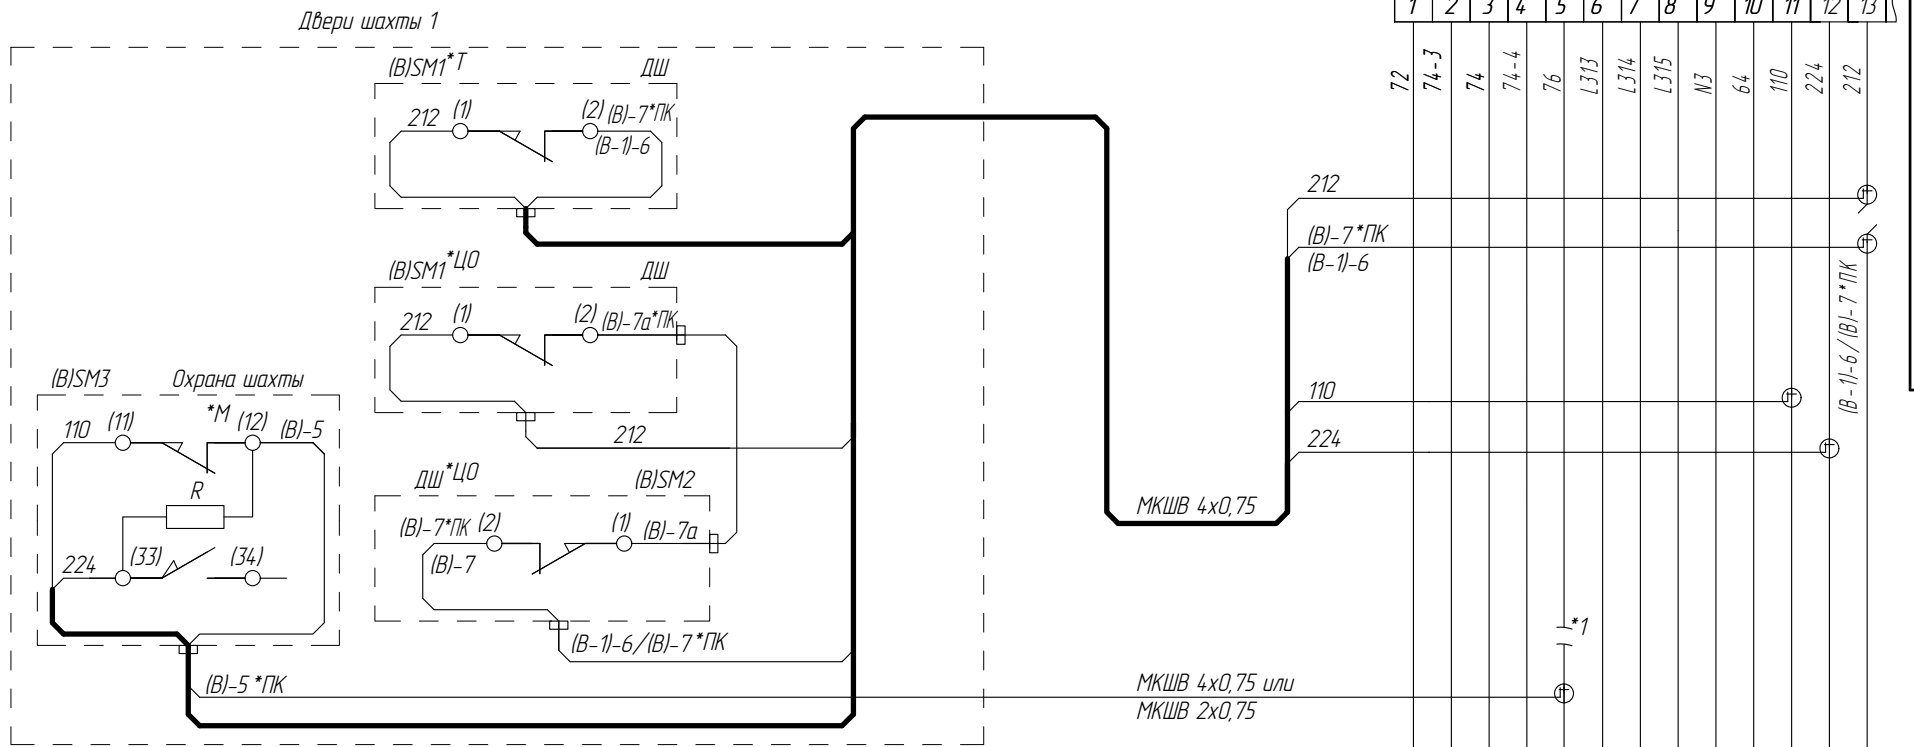 Двери шахты 1
1 2 3 4 5 6 7 8 9 10 11 12 13
72 74-3 74 74-4 76 L313 L314 L315 N3 64 110 224 212
(В)SM1*Т ДШ
212 (1) (2) (В)-7*ПК
(В-1)-6
212
(В)-7*ПК
(В-1)-6
(В)SM1*ЦО ДШ
212 (1) (2) (В)-7а*ПК
(В-1)-6/(В)-7*ПК
(В)SM3 Охрана шахты
*М
110 (11) (12) (В)-5
212
110
224
R
ДШ*ЦО (В)SM2
МКШВ 4х0,75
(В)-7*ПК (2) (1) (В)-7а
(В)-7
224 (33) (34)
*1
(В-1)-6/(В)-7*ПК
(В)-5*ПК
МКШВ 4х0,75 или
МКШВ 2х0,75